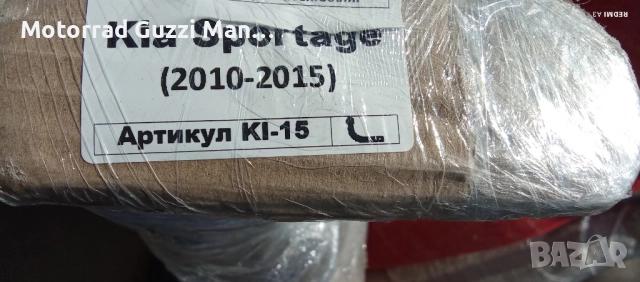 Motorrad Guzzi Man...
Kia Sportage
(2010-2015)
Артикул KI-15
REDMI A3
BAZAR